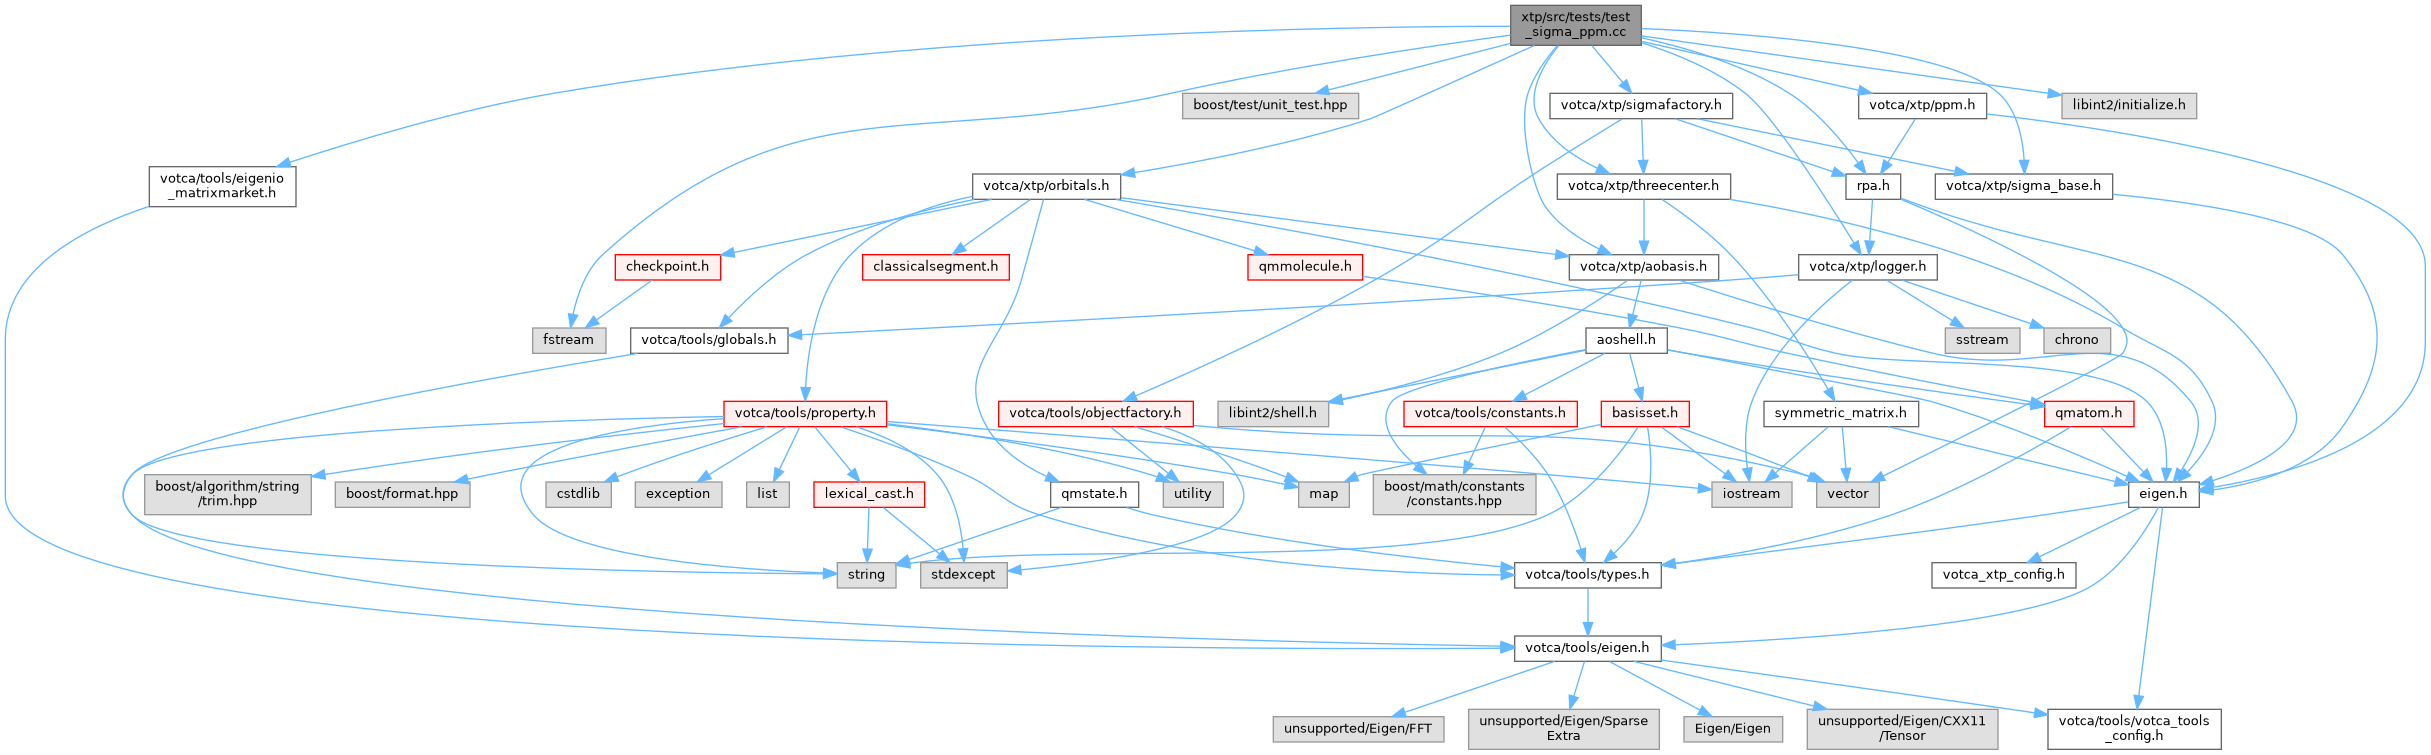 xtp/src/tests/test
_sigma_ppm.cc
boost/test/unit_test.hpp
votca/xtp/sigmafactory.h
votca/xtp/ppm.h
libint2/initialize.h
votca/tools/eigenio
_matrixmarket.h
votca/xtp/orbitals.h
votca/xtp/threecenter.h
rpa.h
votca/xtp/sigma_base.h
checkpoint.h
classicalsegment.h
qmmolecule.h
votca/xtp/aobasis.h
votca/xtp/logger.h
fstream
votca/tools/globals.h
aoshell.h
sstream
chrono
votca/tools/property.h
votca/tools/objectfactory.h
libint2/shell.h
votca/tools/constants.h
basisset.h
symmetric_matrix.h
qmatom.h
boost/algorithm/string
/trim.hpp
boost/format.hpp
cstdlib
exception
list
lexical_cast.h
qmstate.h
utility
map
boost/math/constants
/constants.hpp
iostream
vector
eigen.h
string
stdexcept
votca/tools/types.h
votca_xtp_config.h
votca/tools/eigen.h
unsupported/Eigen/FFT
unsupported/Eigen/Sparse
Extra
Eigen/Eigen
unsupported/Eigen/CXX11
/Tensor
votca/tools/votca_tools
_config.h